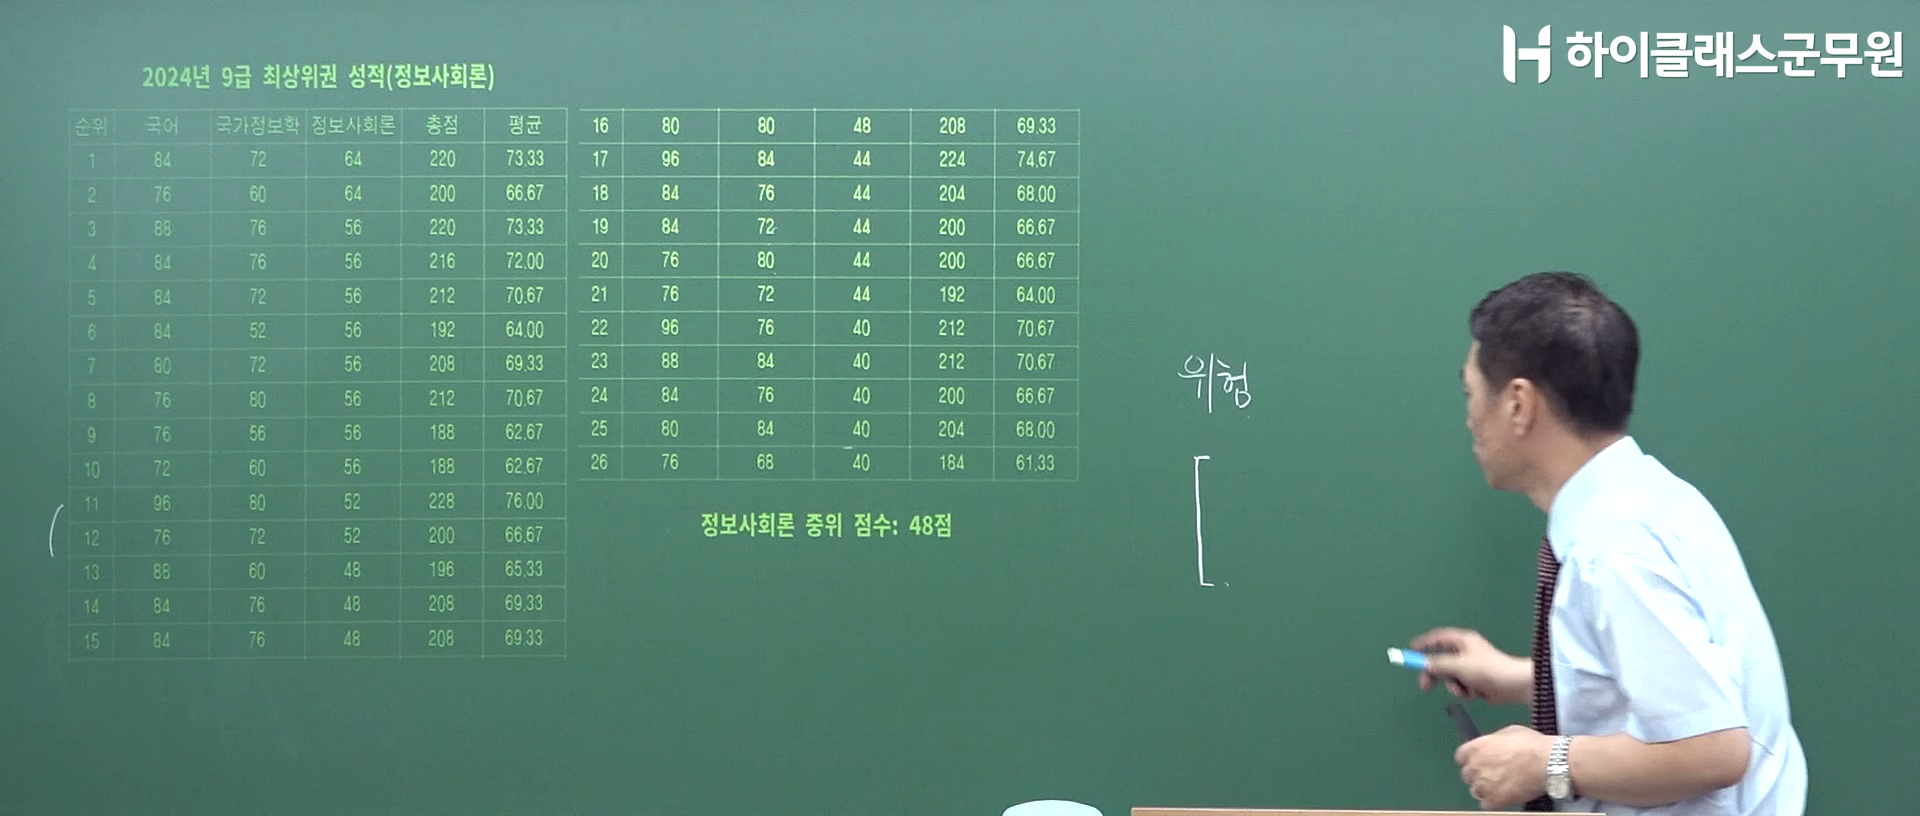 하이클래스군무원
2024년 9급 최상위권 성적(정보사회론)
순위 국어 국가정보학 정보사회론 총점 평균
1 84 72 64 220 73.33
2 76 60 64 200 66.67
3 88 76 56 220 73.33
4 84 76 56 216 72.00
5 84 72 56 212 70.67
6 84 52 56 192 64.00
7 80 72 56 208 69.33
8 76 80 56 212 70.67
9 76 56 56 188 62.67
10 72 60 56 188 62.67
11 96 80 52 228 76.00
12 76 72 52 200 66.67
13 88 60 48 196 65.33
14 84 76 48 208 69.33
15 84 76 48 208 69.33
16 80 80 48 208 69.33
17 96 84 44 224 74.67
18 84 76 44 204 68.00
19 84 72 44 200 66.67
20 76 80 44 200 66.67
21 76 72 44 192 64.00
22 96 76 40 212 70.67
23 88 84 40 212 70.67
24 84 76 40 200 66.67
25 80 84 40 204 68.00
26 76 68 40 184 61.33
정보사회론 중위 점수: 48점
위험